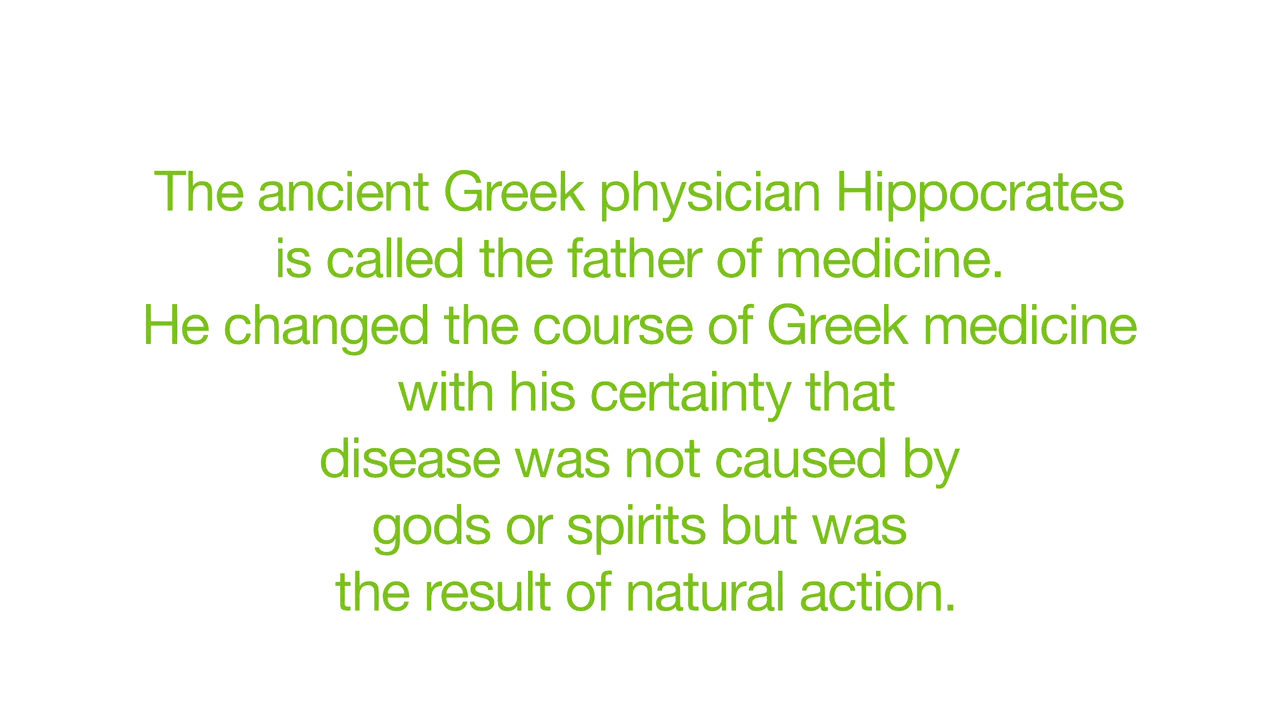 The ancient Greek physician Hippocrates
is called the father of medicine.
He changed the course of Greek medicine
with his certainty that
disease was not caused by
gods or spirits but was
the result of natural action.